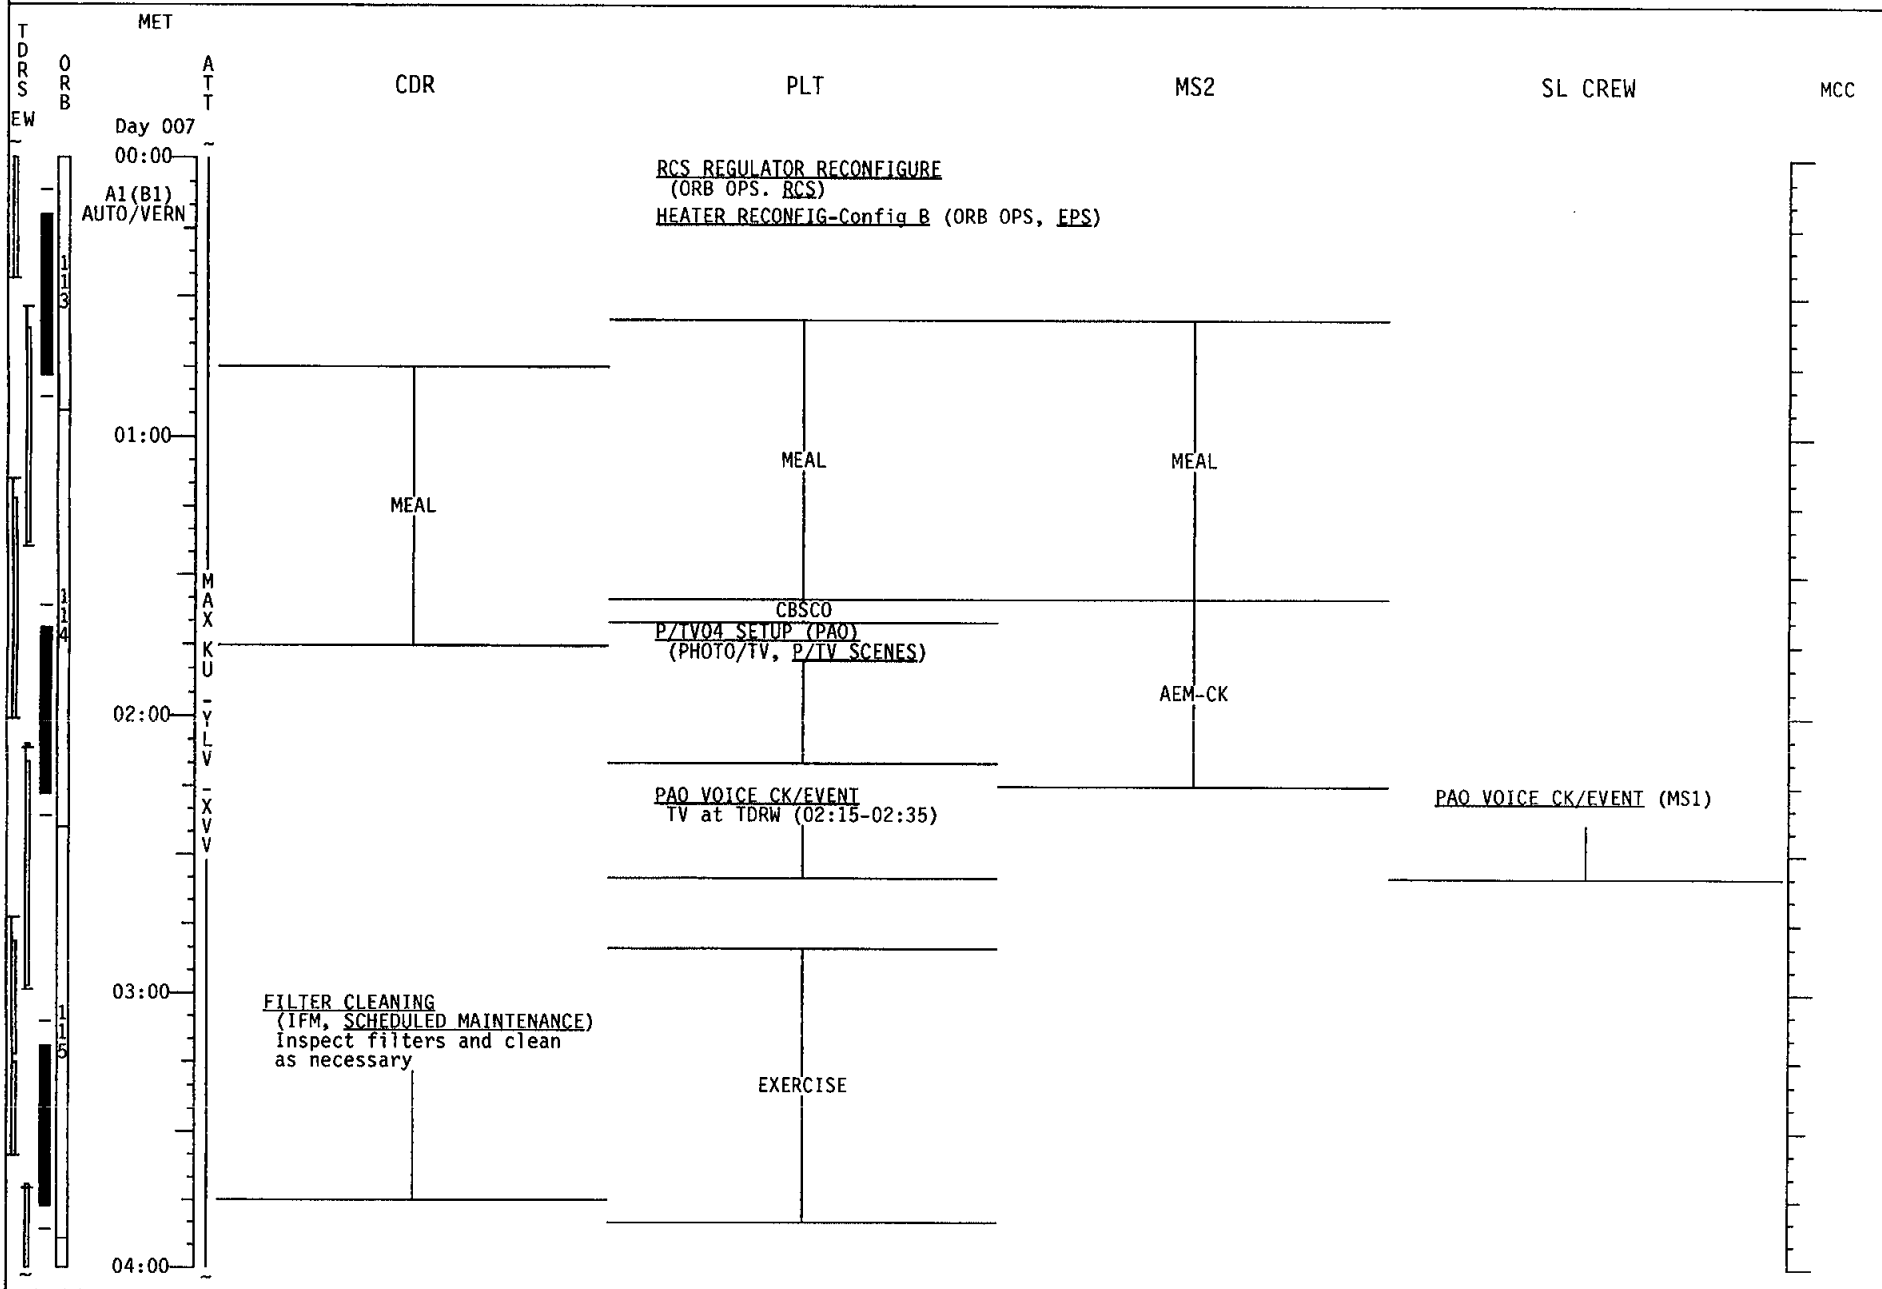 MET
TDRS
ORB
ATT
CDR
PLT
MS2
SL CREW
MCC
EW
Day 007
~
~
00:00
RCS REGULATOR RECONFIGURE
(ORB OPS. RCS)
A1(B1)
AUTO/VERN
HEATER RECONFIG-Config B (ORB OPS, EPS)
113
01:00
MEAL
MEAL
MEAL
MAX KU -YLV -XVV
114
CBSCO
P/TV04 SETUP (PAO)
(PHOTO/TV, P/TV SCENES)
AEM-CK
02:00
PAO VOICE CK/EVENT
TV at TDRW (02:15-02:35)
PAO VOICE CK/EVENT (MS1)
03:00
FILTER CLEANING
(IFM, SCHEDULED MAINTENANCE)
Inspect filters and clean
as necessary
115
EXERCISE
04:00
~
~